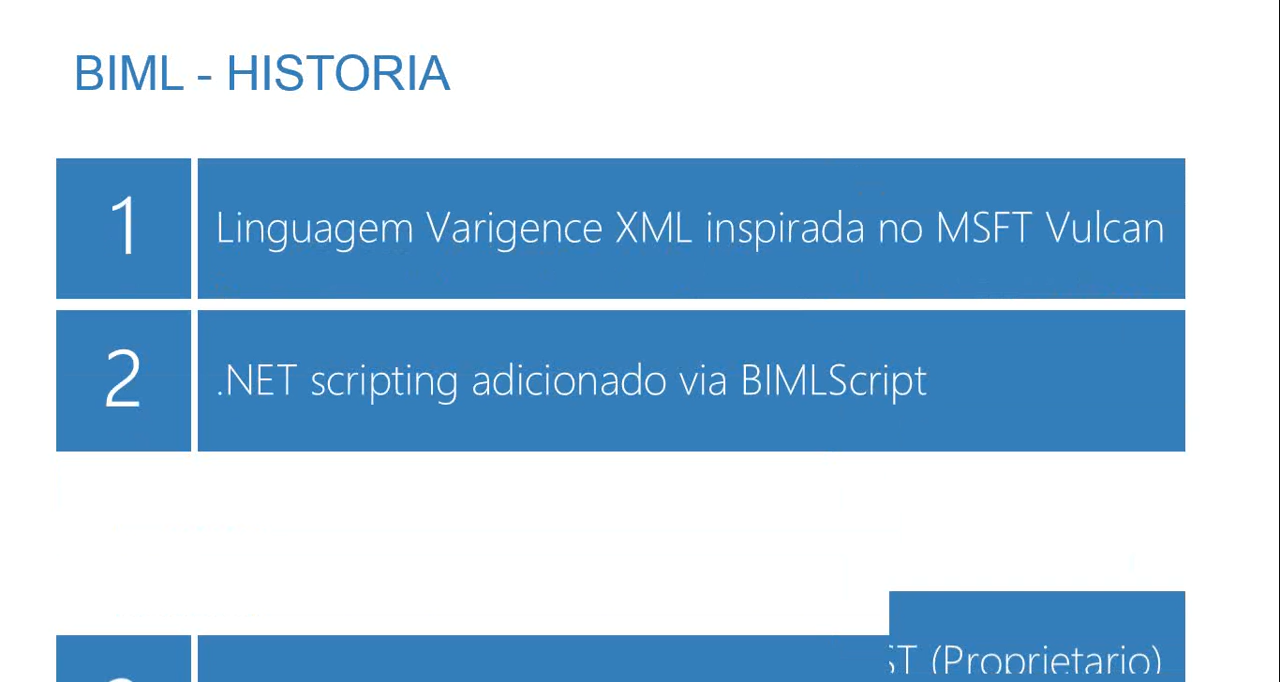 BIML - HISTORIA
1
Linguagem Varigence XML inspirada no MSFT Vulcan
2
.NET scripting adicionado via BIMLScript
(Proprietario)